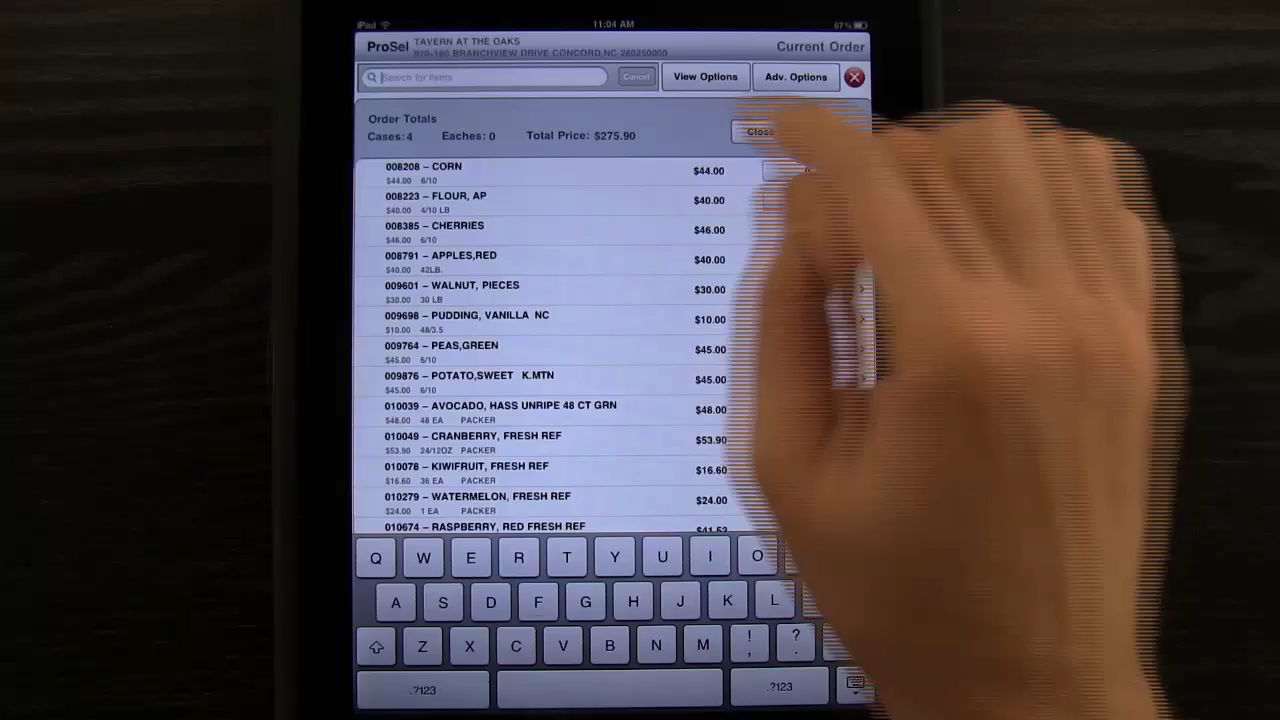 iPad 11:04 AM 67%
ProSel TAVERN AT THE OAKS Current Order
BRANCHVIEW DRIVE CONCORD,NC
Search for Items Cancel View Options Adv. Options
Order Totals
Cases: 4 Eaches: 0 Total Price: $275.90
008208 – CORN $44.00
$44.00 6/10
008223 – FLOUR, AP $40.00
$40.00 4/10 LB
008385 – CHERRIES $46.00
$46.00 6/10
008791 – APPLES,RED $40.00
$40.00 42LB.
009601 – WALNUT, PIECES $30.00
$30.00 30 LB
009698 – PUDDING, VANILLA NC $10.00
$10.00 48/3.5
009764 – PEAS,GREEN $45.00
$45.00 6/10
009876 – POTATO,SWEET K.MTN $45.00
$45.00 6/10
010039 – AVOCADO, HASS UNRIPE 48 CT GRN $48.00
$48.00 48 EA PACKER
010049 – CRANBERRY, FRESH REF $53.90
$53.90 24/12OZ PACKER
010078 – KIWIFRUIT, FRESH REF $16.60
$16.60 36 EA PACKER
010279 – WATERMELON, FRESH REF $24.00
$24.00 1 EA PACKER
010674 – RASPBERRY, RED FRESH REF
Q W E R T Y U I O
A S D F G H J K L
Z X C V B N M ! , ? .
.?123 .?123